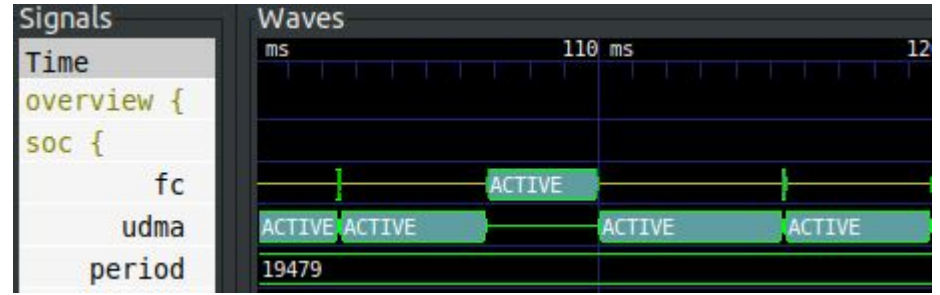 Signals Waves
Time ms 110 ms 12
overview {
soc {
fc ACTIVE
udma ACTIVE ACTIVE ACTIVE ACTIVE
period 19479